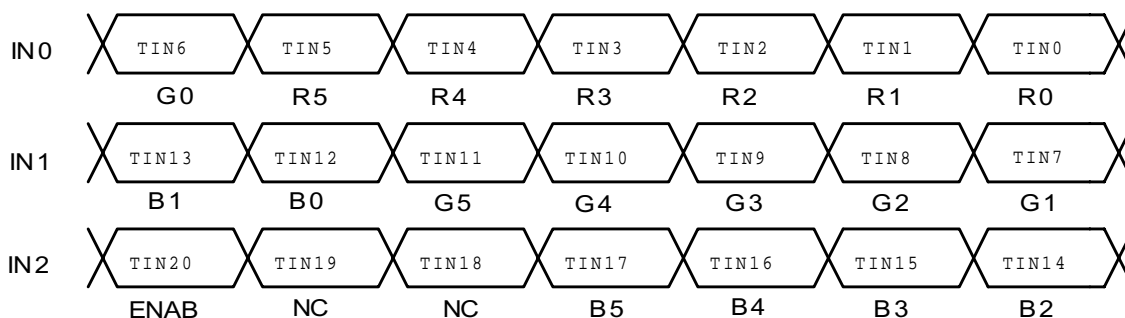 IN0 TIN6 TIN5 TIN4 TIN3 TIN2 TIN1 TIN0
G0 R5 R4 R3 R2 R1 R0
IN1 TIN13 TIN12 TIN11 TIN10 TIN9 TIN8 TIN7
B1 B0 G5 G4 G3 G2 G1
IN2 TIN20 TIN19 TIN18 TIN17 TIN16 TIN15 TIN14
ENAB NC NC B5 B4 B3 B2